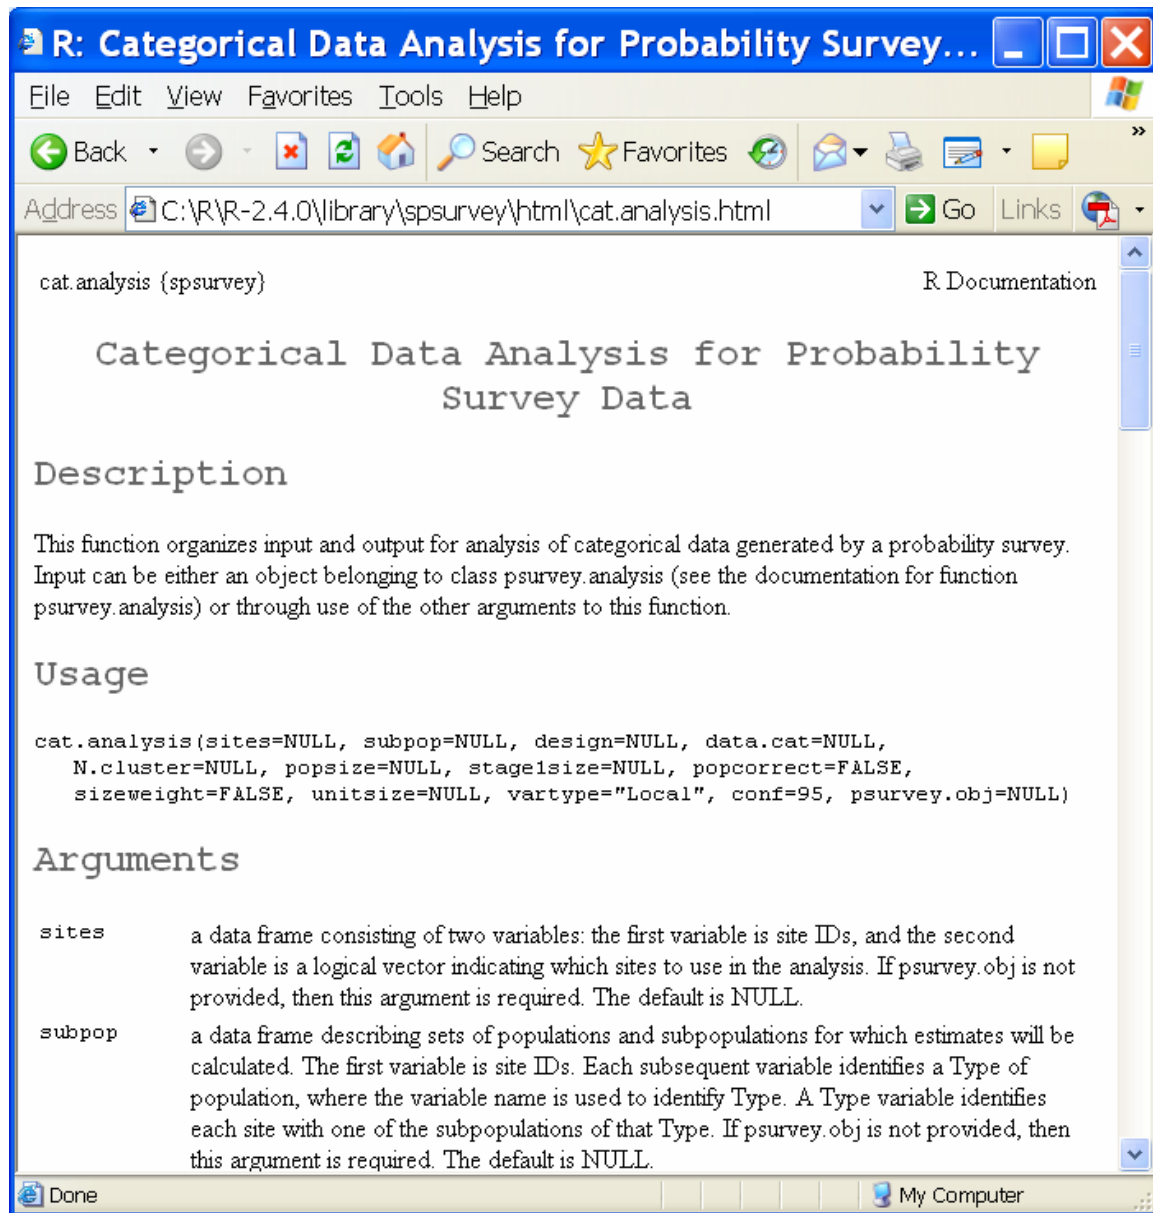 R: Categorical Data Analysis for Probability Survey...
File Edit View Favorites Tools Help
Back Search Favorites »
Address C:\R\R-2.4.0\library\spsurvey\html\cat.analysis.html Go Links
cat.analysis {spsurvey} R Documentation
Categorical Data Analysis for Probability
Survey Data
Description
This function organizes input and output for analysis of categorical data generated by a probability survey.
Input can be either an object belonging to class psurvey.analysis (see the documentation for function
psurvey.analysis) or through use of the other arguments to this function.
Usage
cat.analysis(sites=NULL, subpop=NULL, design=NULL, data.cat=NULL,
N.cluster=NULL, popsize=NULL, stage1size=NULL, popcorrect=FALSE,
sizeweight=FALSE, unitsize=NULL, vartype="Local", conf=95, psurvey.obj=NULL)
Arguments
sites a data frame consisting of two variables: the first variable is site IDs, and the second
variable is a logical vector indicating which sites to use in the analysis. If psurvey.obj is not
provided, then this argument is required. The default is NULL.
subpop a data frame describing sets of populations and subpopulations for which estimates will be
calculated. The first variable is site IDs. Each subsequent variable identifies a Type of
population, where the variable name is used to identify Type. A Type variable identifies
each site with one of the subpopulations of that Type. If psurvey.obj is not provided, then
this argument is required. The default is NULL.
Done My Computer